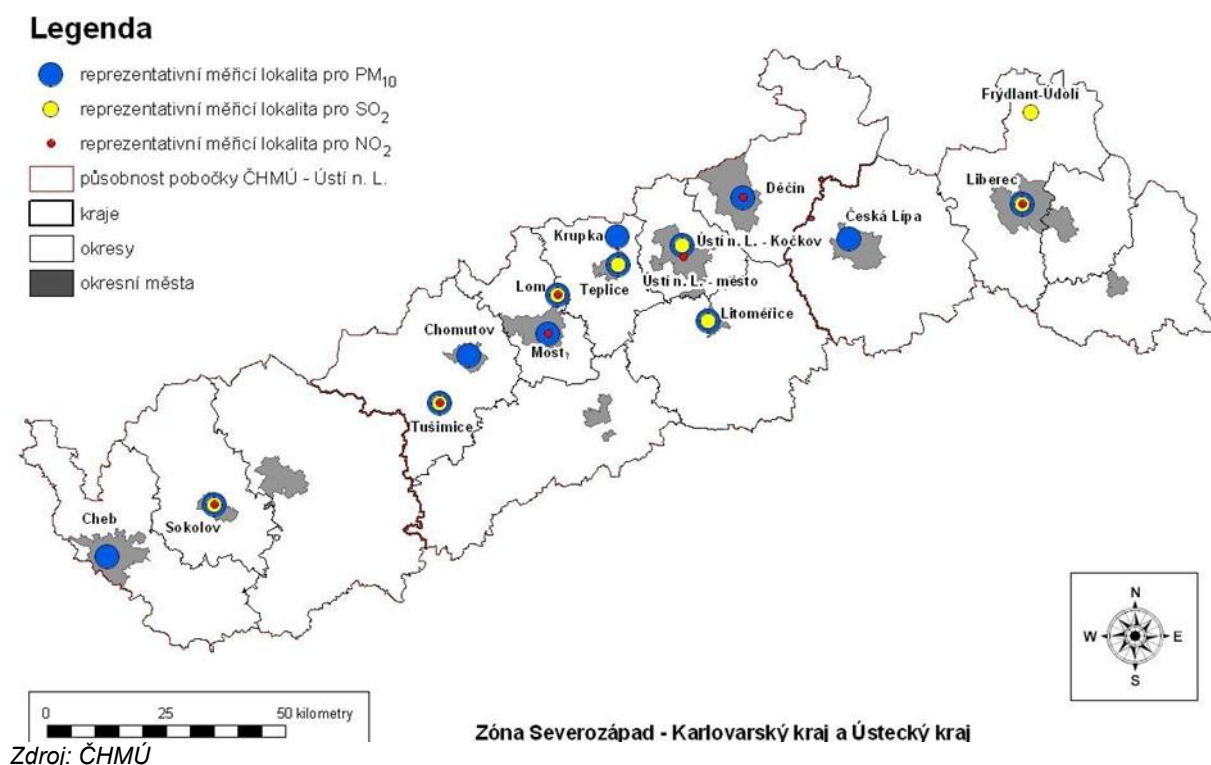 Legenda
reprezentativní měřicí lokalita pro PM10
reprezentativní měřicí lokalita pro SO2
reprezentativní měřicí lokalita pro NO2
působnost pobočky ČHMÚ - Ústí n. L.
kraje
okresy
okresní města
Frýdlant-Údolí
Liberec
Děčín
Česká Lípa
Krupka
Ústí n. L. - Kočkov
Teplice
Ústí n. L. - město
Lom
Litoměřice
Chomutov
Most
Tušimice
Sokolov
Cheb
N
W E
S
0 25 50 kilometry
Zóna Severozápad - Karlovarský kraj a Ústecký kraj
Zdroj: ČHMÚ